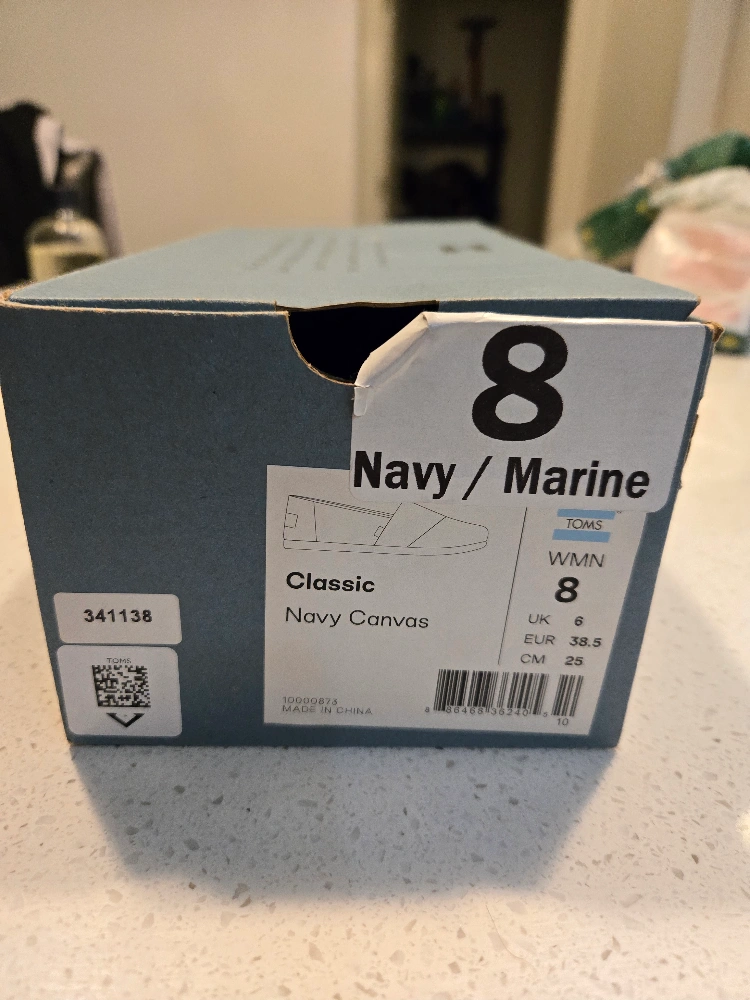 8
Navy / Marine
TOMS
WMN
8
UK 6
EUR 38.5
CM 25
Classic
Navy Canvas
10000873
MADE IN CHINA
10
341138
TOMS